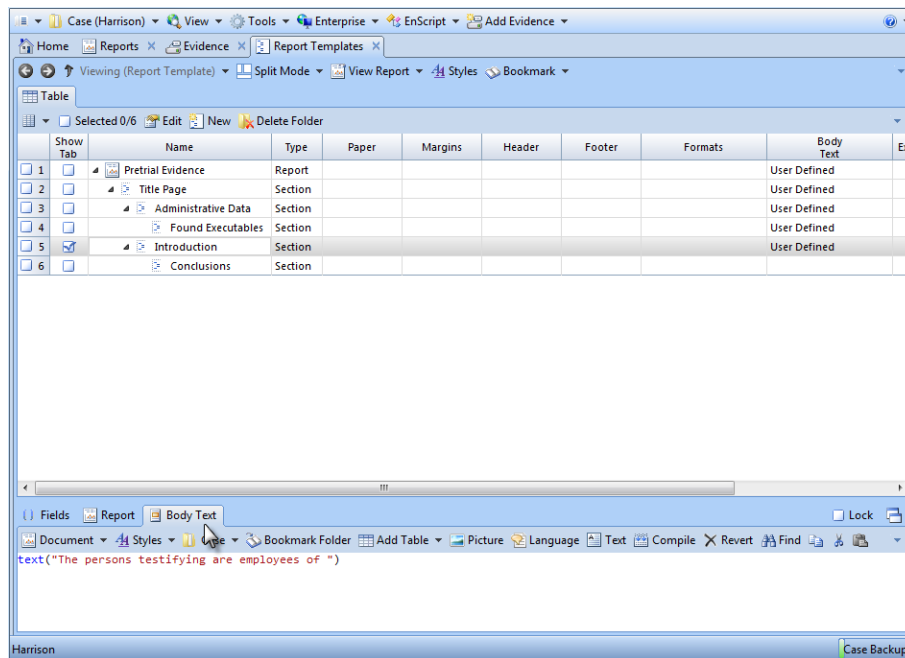 Case (Harrison) View Tools Enterprise EnScript Add Evidence
Home Reports Evidence Report Templates
Viewing (Report Template) Split Mode View Report Styles Bookmark
Table
Selected 0/6 Edit New Delete Folder
Show Tab Name Type Paper Margins Header Footer Formats Body Text
1 Pretrial Evidence Report User Defined
2 Title Page Section User Defined
3 Administrative Data Section User Defined
4 Found Executables Section User Defined
5 Introduction Section User Defined
6 Conclusions Section
Fields Report Body Text Lock
Document Styles Bookmark Folder Add Table Picture Language Text Compile Revert Find
text("The persons testifying are employees of ")
Harrison Case Backup